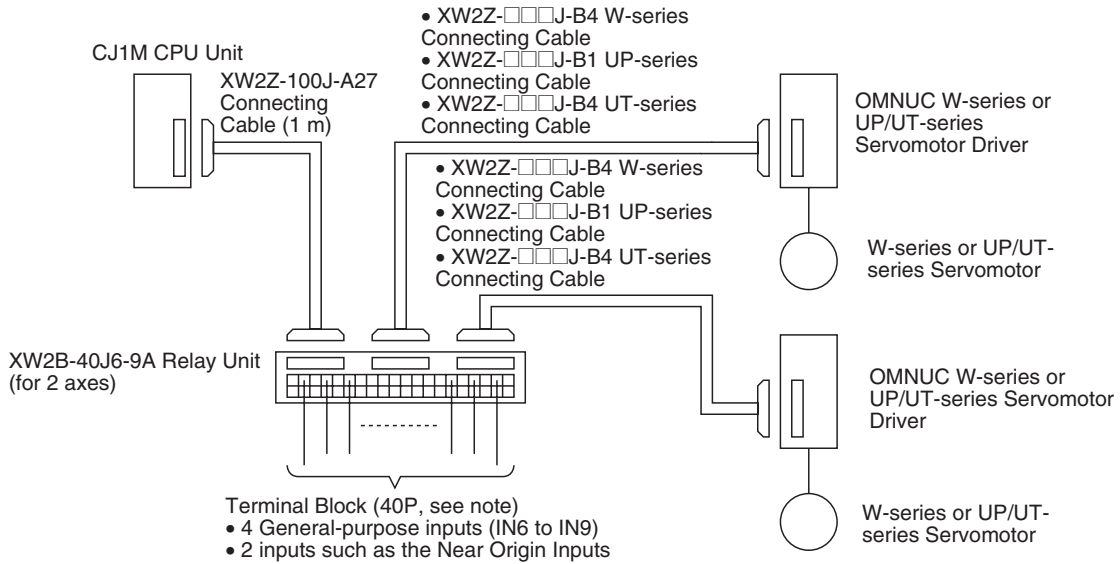 CJ1M CPU Unit
XW2Z-100J-A27
Connecting
Cable (1 m)
• XW2Z-□□□J-B4 W-series
Connecting Cable
• XW2Z-□□□J-B1 UP-series
Connecting Cable
• XW2Z-□□□J-B4 UT-series
Connecting Cable
OMNUC W-series or
UP/UT-series
Servomotor Driver
• XW2Z-□□□J-B4 W-series
Connecting Cable
• XW2Z-□□□J-B1 UP-series
Connecting Cable
• XW2Z-□□□J-B4 UT-series
Connecting Cable
W-series or UP/UT-
series Servomotor
XW2B-40J6-9A Relay Unit
(for 2 axes)
OMNUC W-series or
UP/UT-series Servomotor
Driver
Terminal Block (40P, see note)
• 4 General-purpose inputs (IN6 to IN9)
• 2 inputs such as the Near Origin Inputs
W-series or UP/UT-
series Servomotor